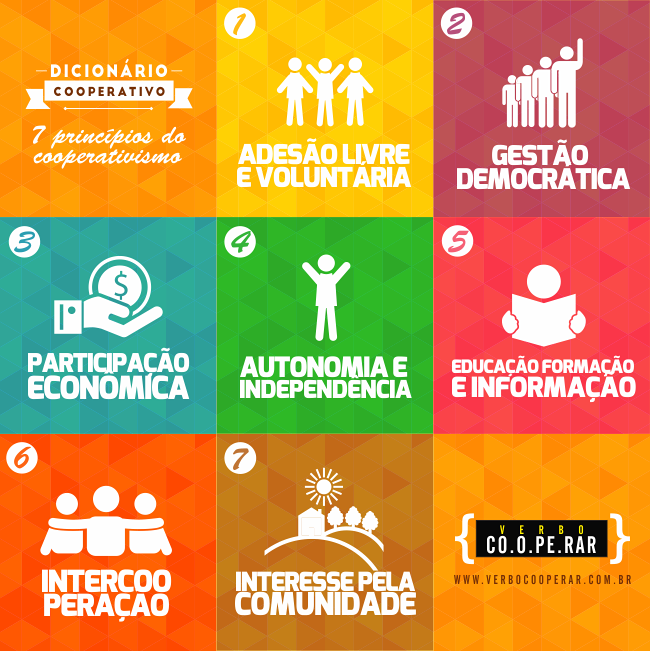 DICIONÁRIO
COOPERATIVO
7 princípios do
cooperativismo
1
ADESÃO LIVRE
E VOLUNTÁRIA
2
GESTÃO
DEMOCRÁTICA
3
$
PARTICIPAÇÃO
ECONÔMICA
4
AUTONOMIA E
INDEPENDÊNCIA
5
EDUCAÇÃO FORMAÇÃO
E INFORMAÇÃO
6
INTERCOO
PERAÇÃO
7
INTERESSE PELA
COMUNIDADE
{ VERBO
CO.O.PE.RAR }
WWW.VERBOCOOPERAR.COM.BR